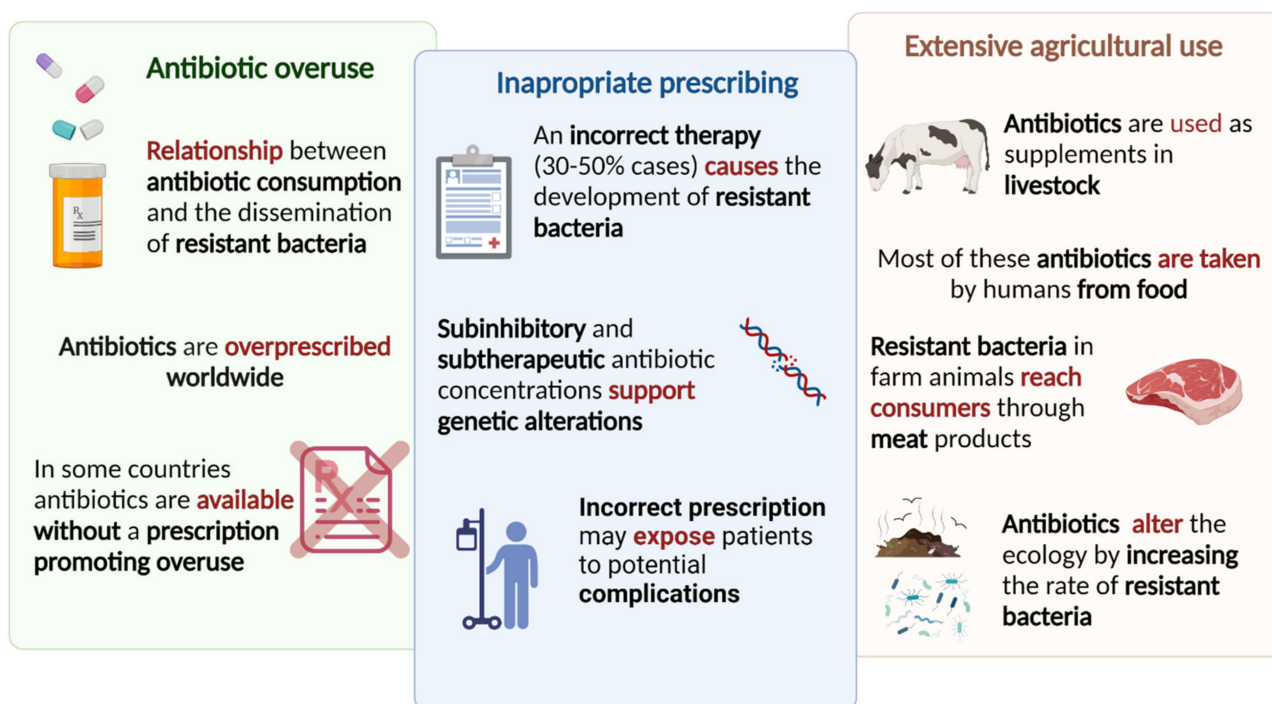 Antibiotic overuse
Relationship between
antibiotic consumption
and the dissemination
of resistant bacteria
Antibiotics are overprescribed
worldwide
In some countries
antibiotics are available
without a prescription
promoting overuse
Inapropriate prescribing
An incorrect therapy
(30-50% cases) causes the
development of resistant
bacteria
Subinhibitory and
subtherapeutic antibiotic
concentrations support
genetic alterations
Incorrect prescription
may expose patients
to potential
complications
Extensive agricultural use
Antibiotics are used as
supplements in
livestock
Most of these antibiotics are taken
by humans from food
Resistant bacteria in
farm animals reach
consumers through
meat products
Antibiotics alter the
ecology by increasing
the rate of resistant
bacteria
Rx
Rx